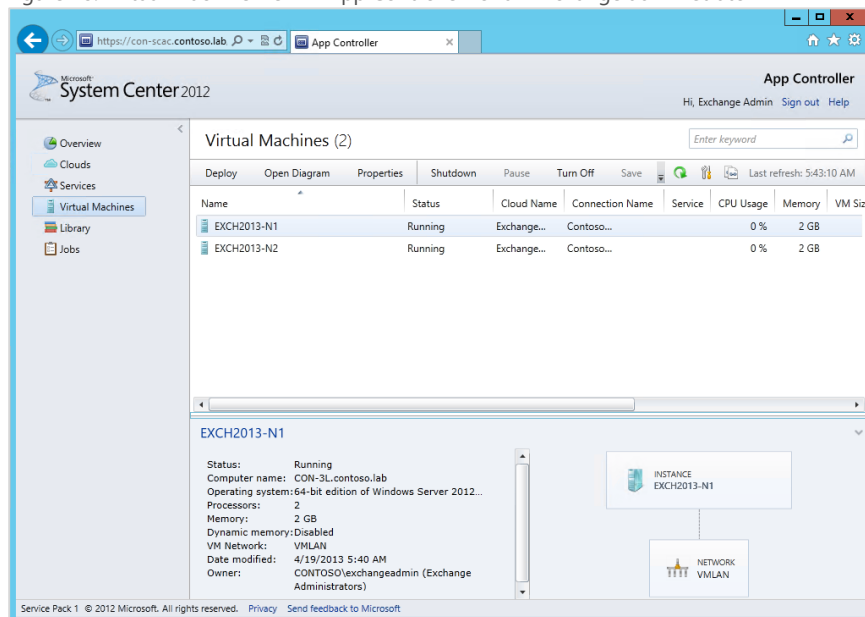 https://con-scac.contoso.lab
App Controller
Microsoft
System Center 2012
App Controller
Hi, Exchange Admin Sign out Help
Overview
Clouds
Services
Virtual Machines
Library
Jobs
Virtual Machines (2)
Enter keyword
Deploy Open Diagram Properties Shutdown Pause Turn Off Save Last refresh: 5:43:10 AM
Name Status Cloud Name Connection Name Service CPU Usage Memory VM Siz
EXCH2013-N1 Running Exchange... Contoso... 0 % 2 GB
EXCH2013-N2 Running Exchange... Contoso... 0 % 2 GB
EXCH2013-N1
Status: Running
Computer name: CON-3L.contoso.lab
Operating system: 64-bit edition of Windows Server 2012...
Processors: 2
Memory: 2 GB
Dynamic memory: Disabled
VM Network: VMLAN
Date modified: 4/19/2013 5:40 AM
Owner: CONTOSO\exchangeadmin (Exchange
Administrators)
INSTANCE
EXCH2013-N1
NETWORK
VMLAN
Service Pack 1 © 2012 Microsoft. All rights reserved. Privacy Send feedback to Microsoft